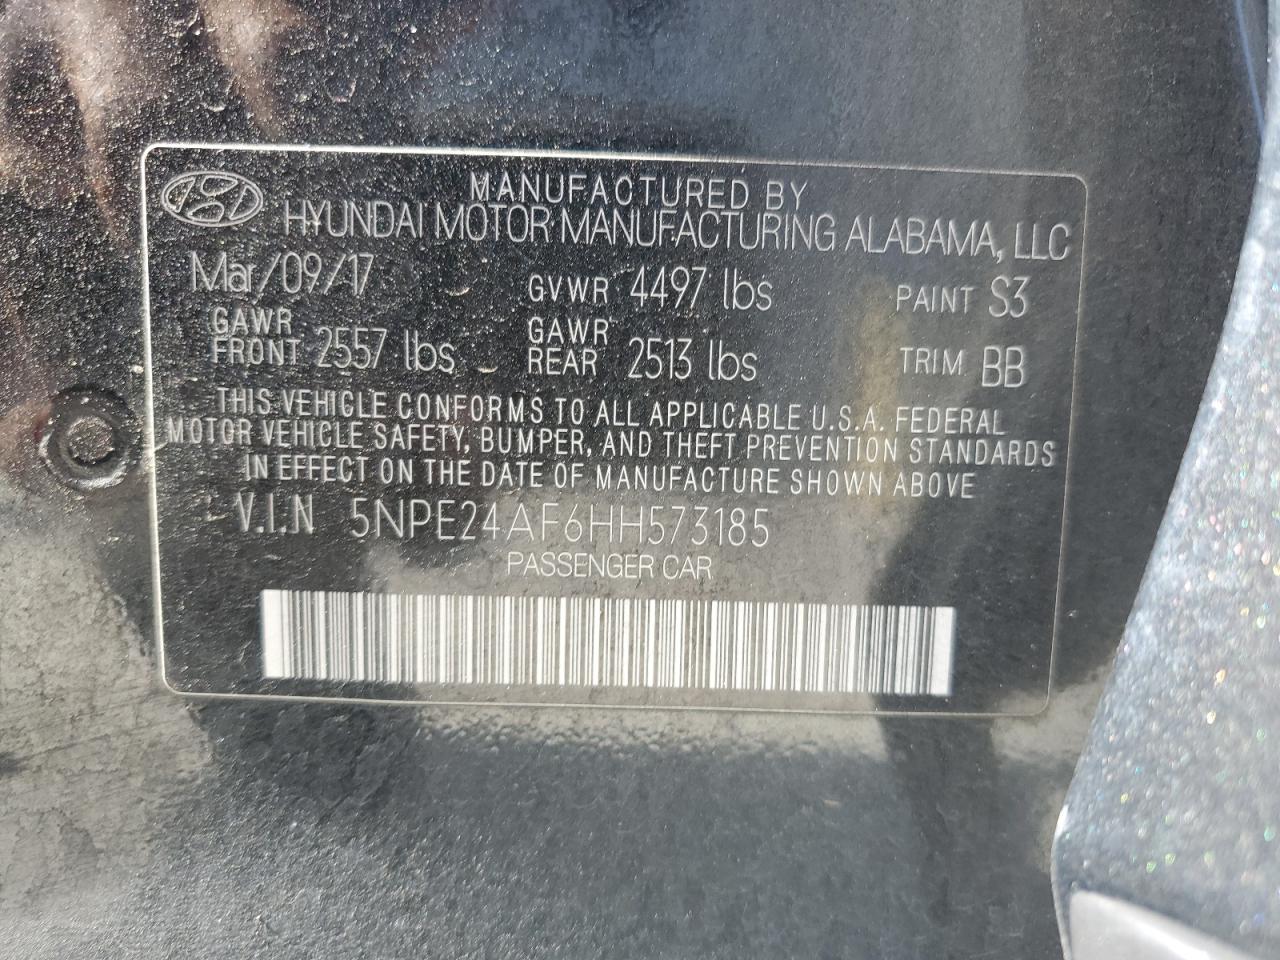 MANUFACTURED BY
HYUNDAI MOTOR MANUFACTURING ALABAMA, LLC
Mar/09/17 GVWR 4497 lbs PAINT S3
GAWR FRONT 2557 lbs GAWR REAR 2513 lbs TRIM BB
THIS VEHICLE CONFORMS TO ALL APPLICABLE U.S.A. FEDERAL
MOTOR VEHICLE SAFETY, BUMPER, AND THEFT PREVENTION STANDARDS
IN EFFECT ON THE DATE OF MANUFACTURE SHOWN ABOVE
V.I.N 5NPE24AF6HH573185
PASSENGER CAR